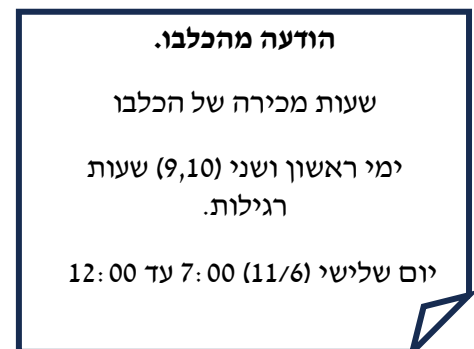 הודעה מהכלבו.
שעות מכירה של הכלבו
ימי ראשון ושני (9,10) שעות
רגילות.
יום שלישי (11/6) 7:00 עד 12:00